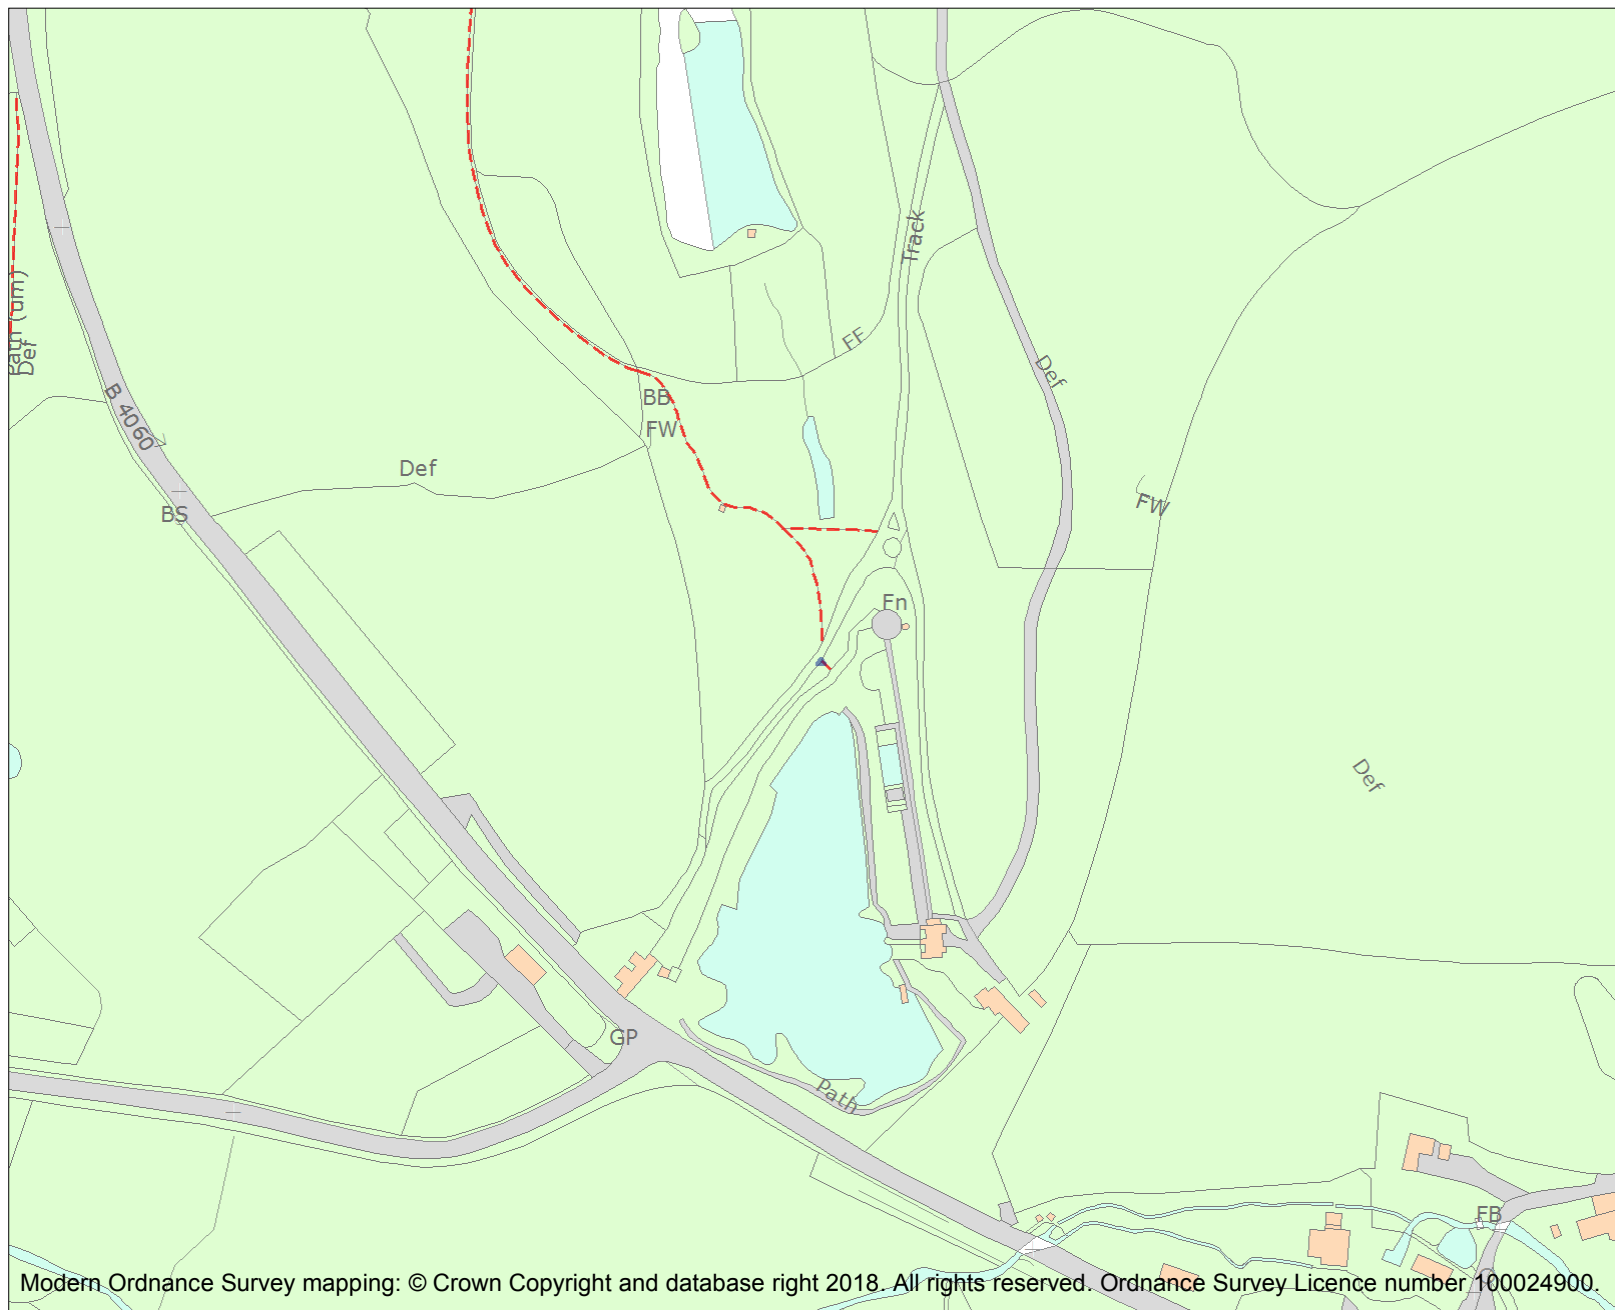 Track
Path (um)
Def
FF
Def
B 4060
BB
FW
Def
FW
BS
Fn
Def
GP
Path
FB
Modern Ordnance Survey mapping: © Crown Copyright and database right 2018. All rights reserved. Ordnance Survey Licence number 100024900.